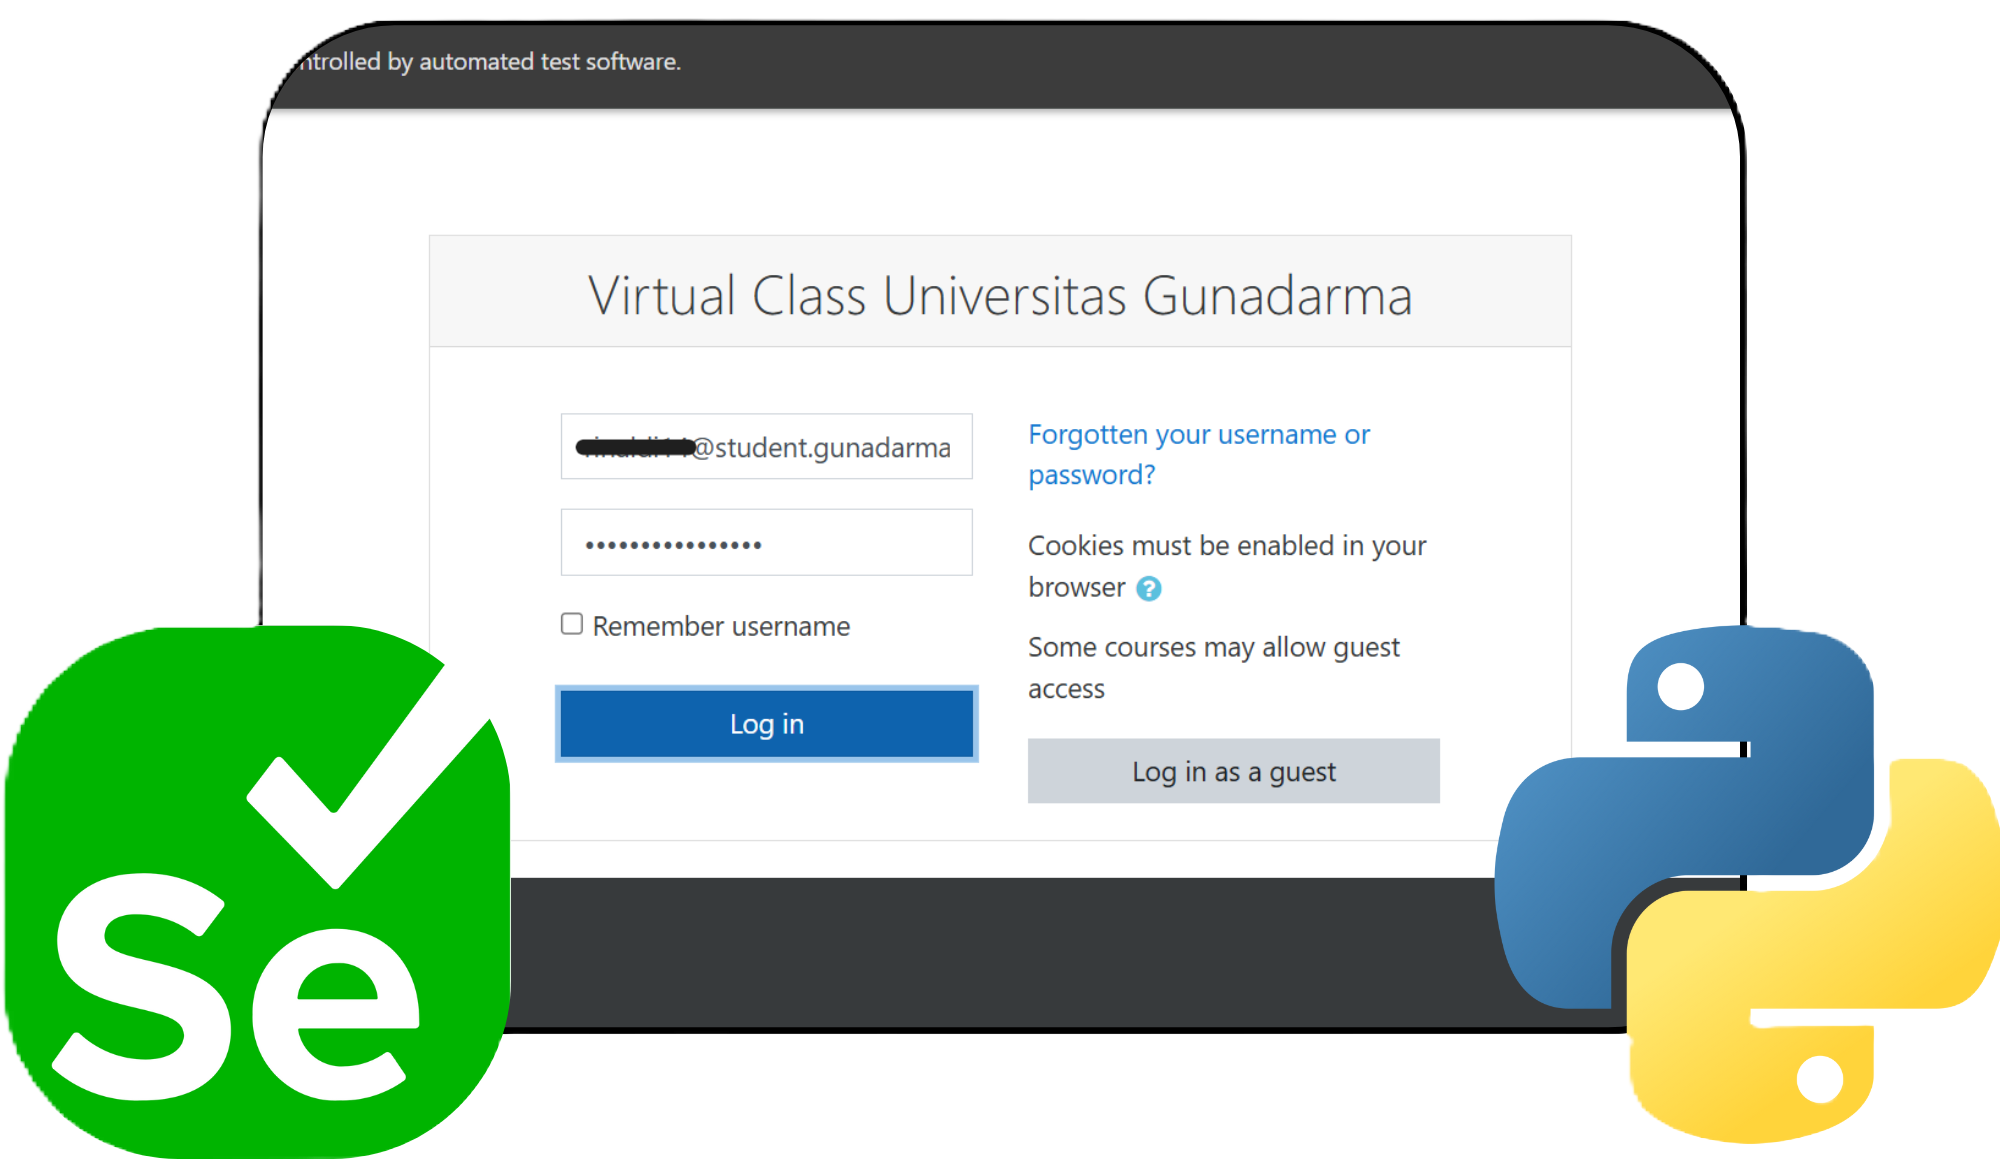 ntrolled by automated test software.
Virtual Class Universitas Gunadarma
@student.gunadarma
Forgotten your username or
password?
••••••••••••••••
Cookies must be enabled in your
browser ?
Remember username
Some courses may allow guest
access
Log in
Log in as a guest
Se